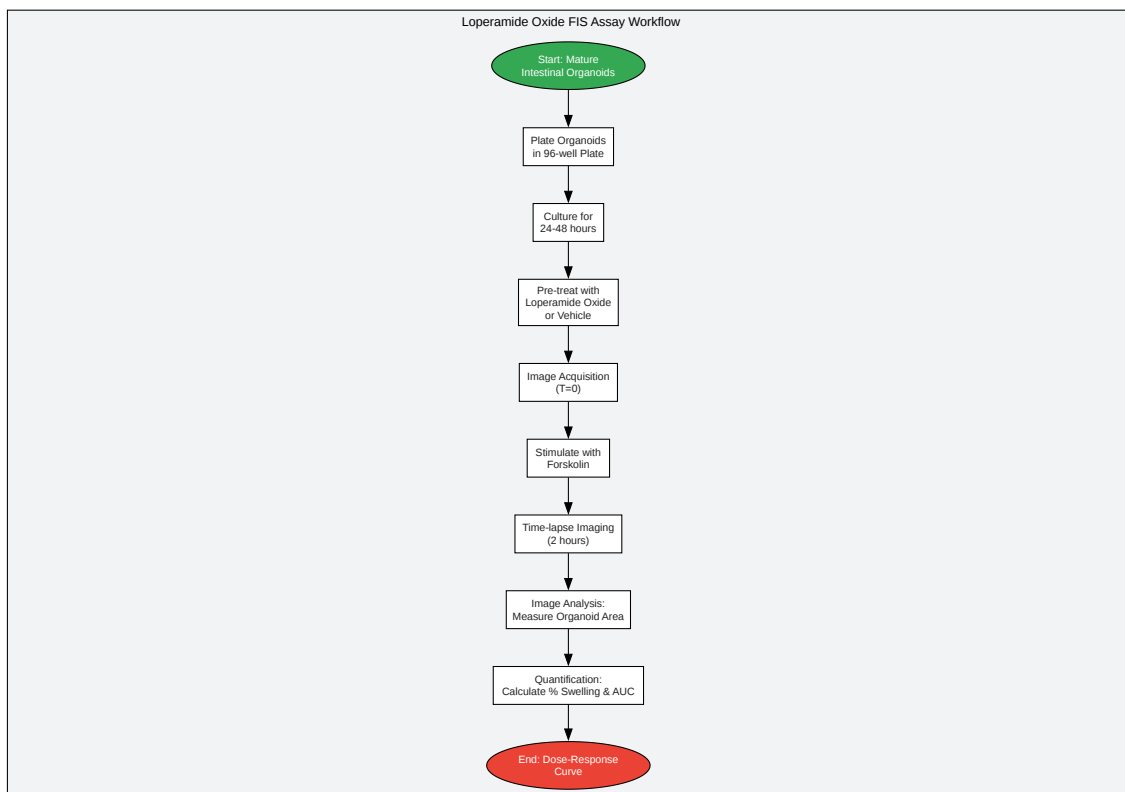 Loperamide Oxide FIS Assay Workflow
Start: Mature
Intestinal Organoids
Plate Organoids
in 96-well Plate
Culture for
24-48 hours
Pre-treat with
Loperamide Oxide
or Vehicle
Image Acquisition
(T=0)
Stimulate with
Forskolin
Time-lapse Imaging
(2 hours)
Image Analysis:
Measure Organoid Area
Quantification:
Calculate % Swelling & AUC
End: Dose-Response
Curve